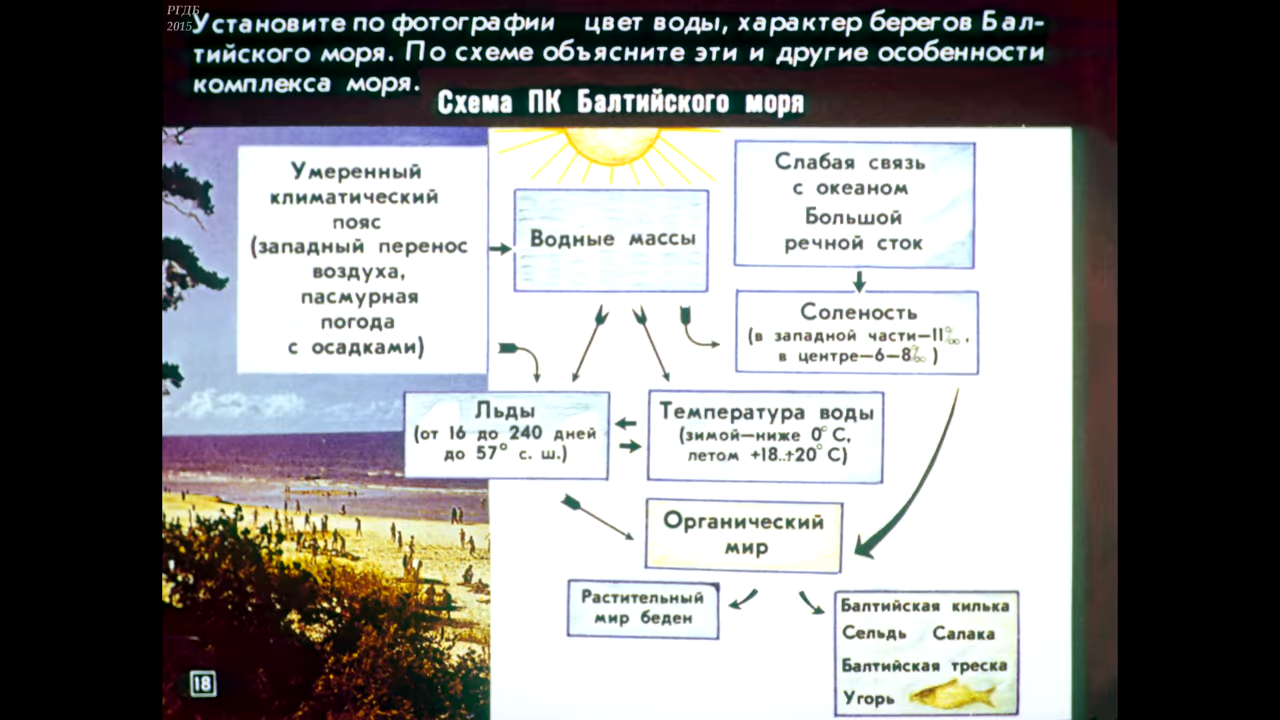 РГДБ
2015
Установите по фотографии цвет воды, характер берегов Бал-
тийского моря. По схеме объясните эти и другие особенности
комплекса моря.
Схема ПК Балтийского моря
Умеренный
климатический
пояс
(западный перенос
воздуха,
пасмурная
погода
с осадками)
Водные массы
Слабая связь
с океаном
Большой
речной сток
Соленость
(в западной части—11‰,
в центре—6—8‰)
Льды
(от 16 до 240 дней
до 57° с. ш.)
Температура воды
(зимой—ниже 0°С,
летом +18..+20°С)
Органический
мир
Растительный
мир беден
Балтийская килька
Сельдь Салака
Балтийская треска
Угорь
18